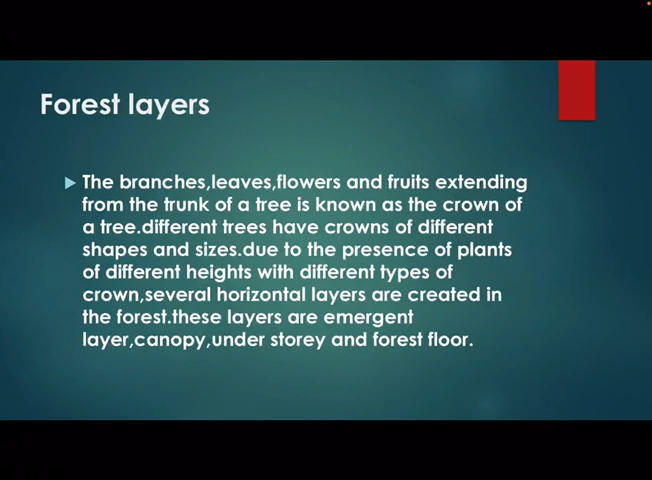 Forest layers
The branches,leaves,flowers and fruits extending
from the trunk of a tree is known as the crown of
a tree.different trees have crowns of different
shapes and sizes.due to the presence of plants
of different heights with different types of
crown,several horizontal layers are created in
the forest.these layers are emergent
layer,canopy,under storey and forest floor.